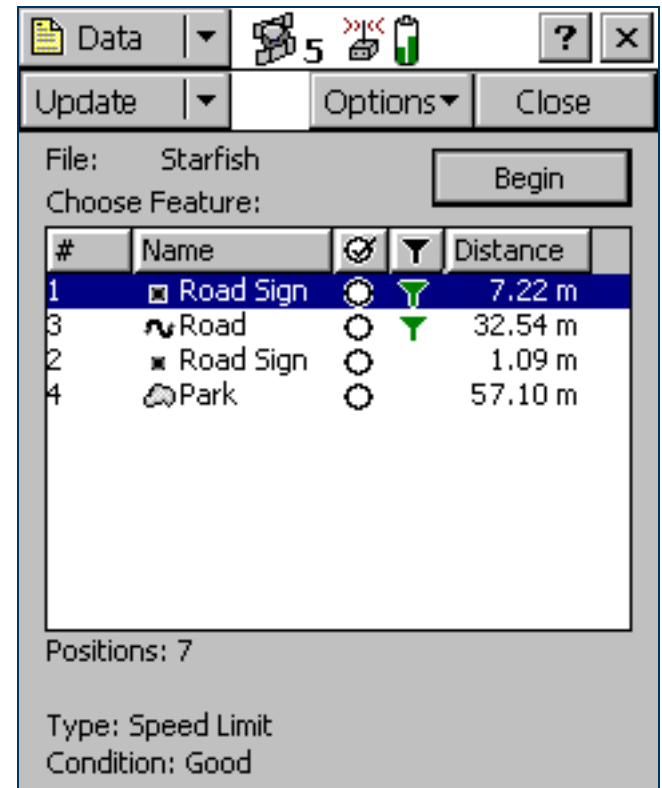 Data 5 ? ×
Update Options Close
File: Starfish
Begin
Choose Feature:
# Name Distance
1 Road Sign 7.22 m
3 Road 32.54 m
2 Road Sign 1.09 m
4 Park 57.10 m
Positions: 7
Type: Speed Limit
Condition: Good